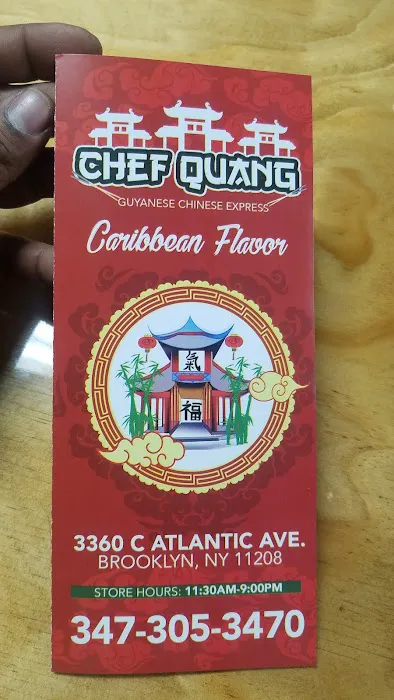 CHEF QUANG
GUYANESE CHINESE EXPRESS
Caribbean Flavor
氣
福
3360 C ATLANTIC AVE.
BROOKLYN, NY 11208
STORE HOURS: 11:30AM-9:00PM
347-305-3470